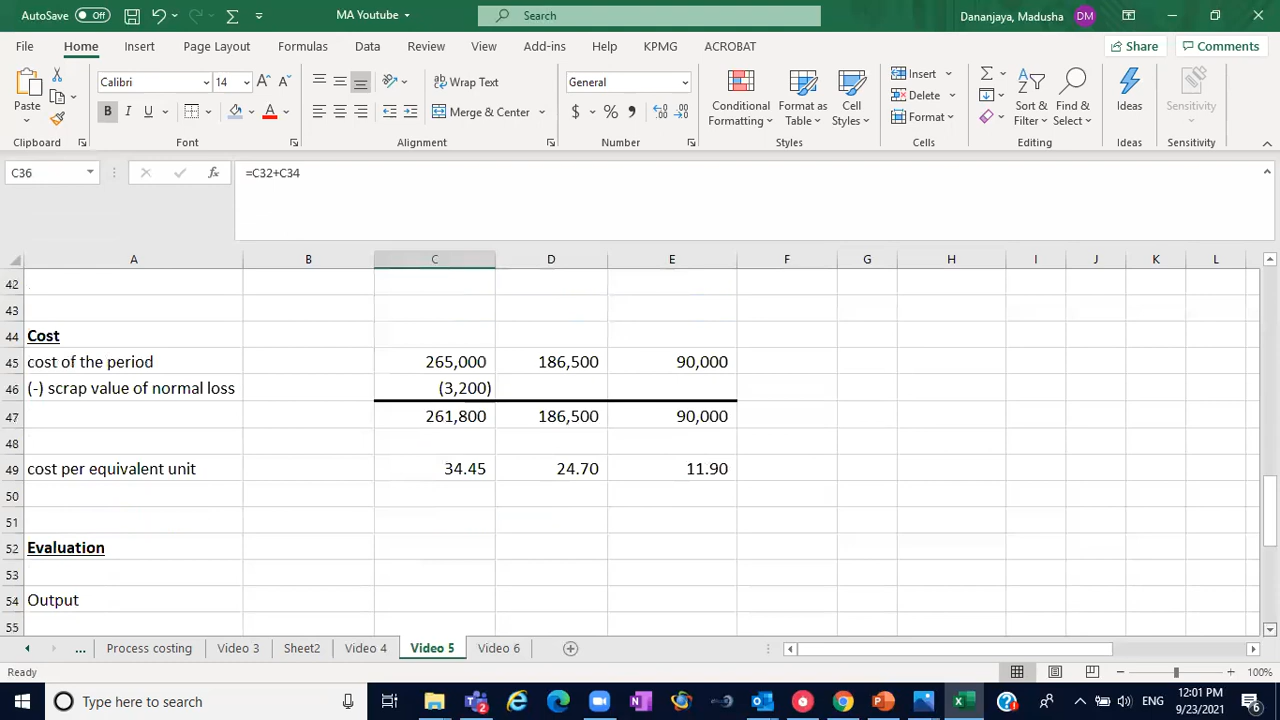 AutoSave Off MA Youtube Search Dananjaya, Madusha DM
File Home Insert Page Layout Formulas Data Review View Add-ins Help KPMG ACROBAT Share Comments
Paste Calibri 14 Wrap Text General Conditional Formatting Format as Table Cell Styles Insert Delete Format Sort & Filter Find & Select Ideas Sensitivity
B I U A Merge & Center $ %
Clipboard Font Alignment Number Styles Cells Editing Ideas Sensitivity
C36 fx =C32+C34
A B C D E F G H I J K L
42
43
44 Cost
45 cost of the period 265,000 186,500 90,000
46 (-) scrap value of normal loss (3,200)
47 261,800 186,500 90,000
48
49 cost per equivalent unit 34.45 24.70 11.90
50
51
52 Evaluation
53
54 Output
55
... Process costing Video 3 Sheet2 Video 4 Video 5 Video 6
Ready 100%
Type here to search ENG 12:01 PM
9/23/2021 6